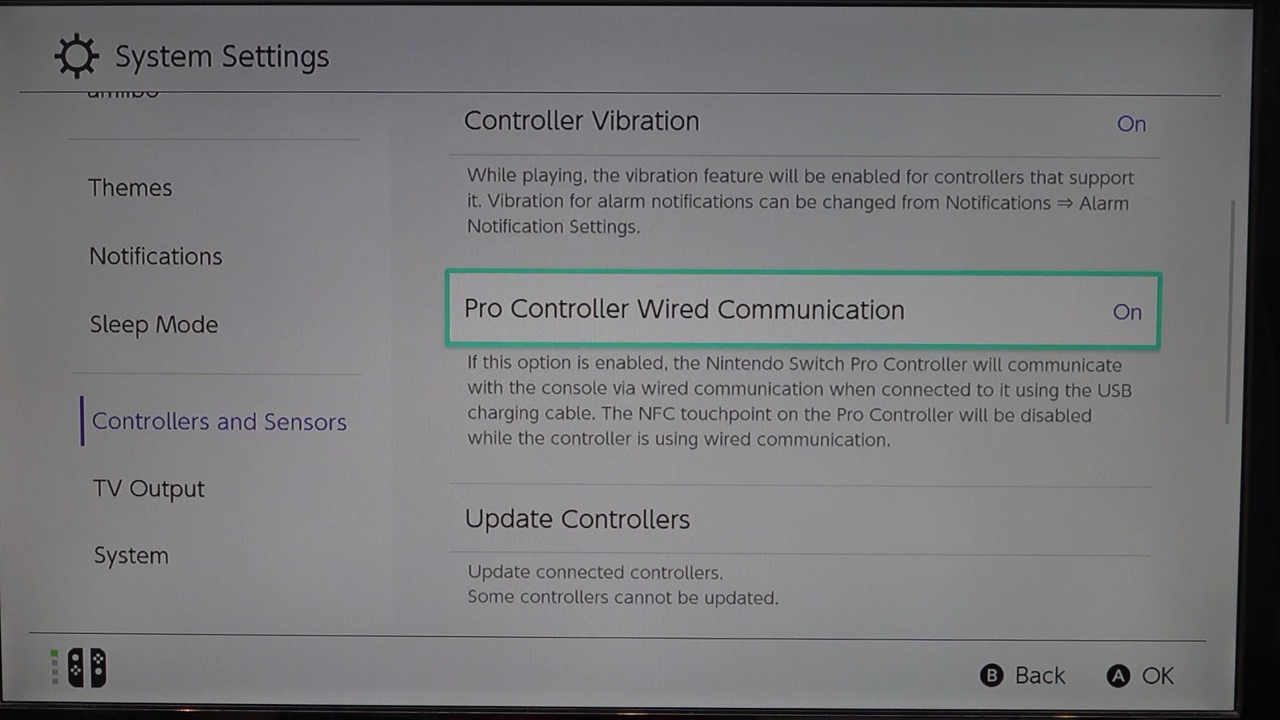 System Settings
amiibo
Themes
Notifications
Sleep Mode
Controllers and Sensors
TV Output
System
Controller Vibration On
While playing, the vibration feature will be enabled for controllers that support
it. Vibration for alarm notifications can be changed from Notifications ⇒ Alarm
Notification Settings.
Pro Controller Wired Communication On
If this option is enabled, the Nintendo Switch Pro Controller will communicate
with the console via wired communication when connected to it using the USB
charging cable. The NFC touchpoint on the Pro Controller will be disabled
while the controller is using wired communication.
Update Controllers
Update connected controllers.
Some controllers cannot be updated.
B Back A OK